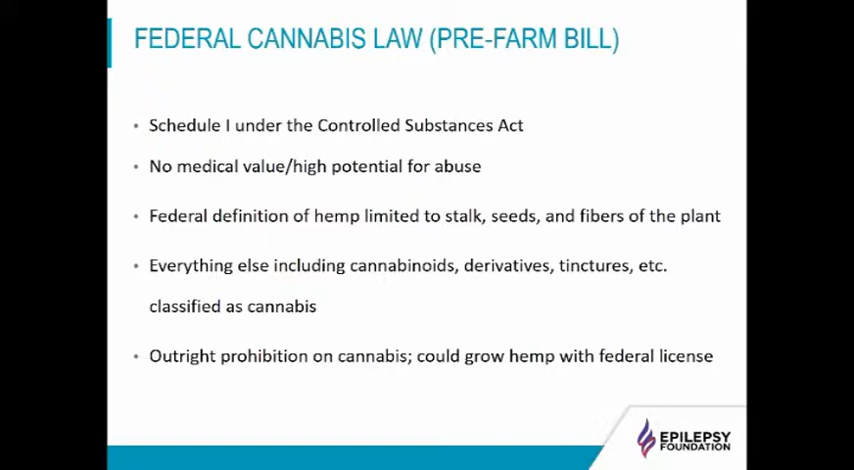 FEDERAL CANNABIS LAW (PRE-FARM BILL)
• Schedule I under the Controlled Substances Act
• No medical value/high potential for abuse
• Federal definition of hemp limited to stalk, seeds, and fibers of the plant
• Everything else including cannabinoids, derivatives, tinctures, etc.
classified as cannabis
• Outright prohibition on cannabis; could grow hemp with federal license
EPILEPSY
FOUNDATION